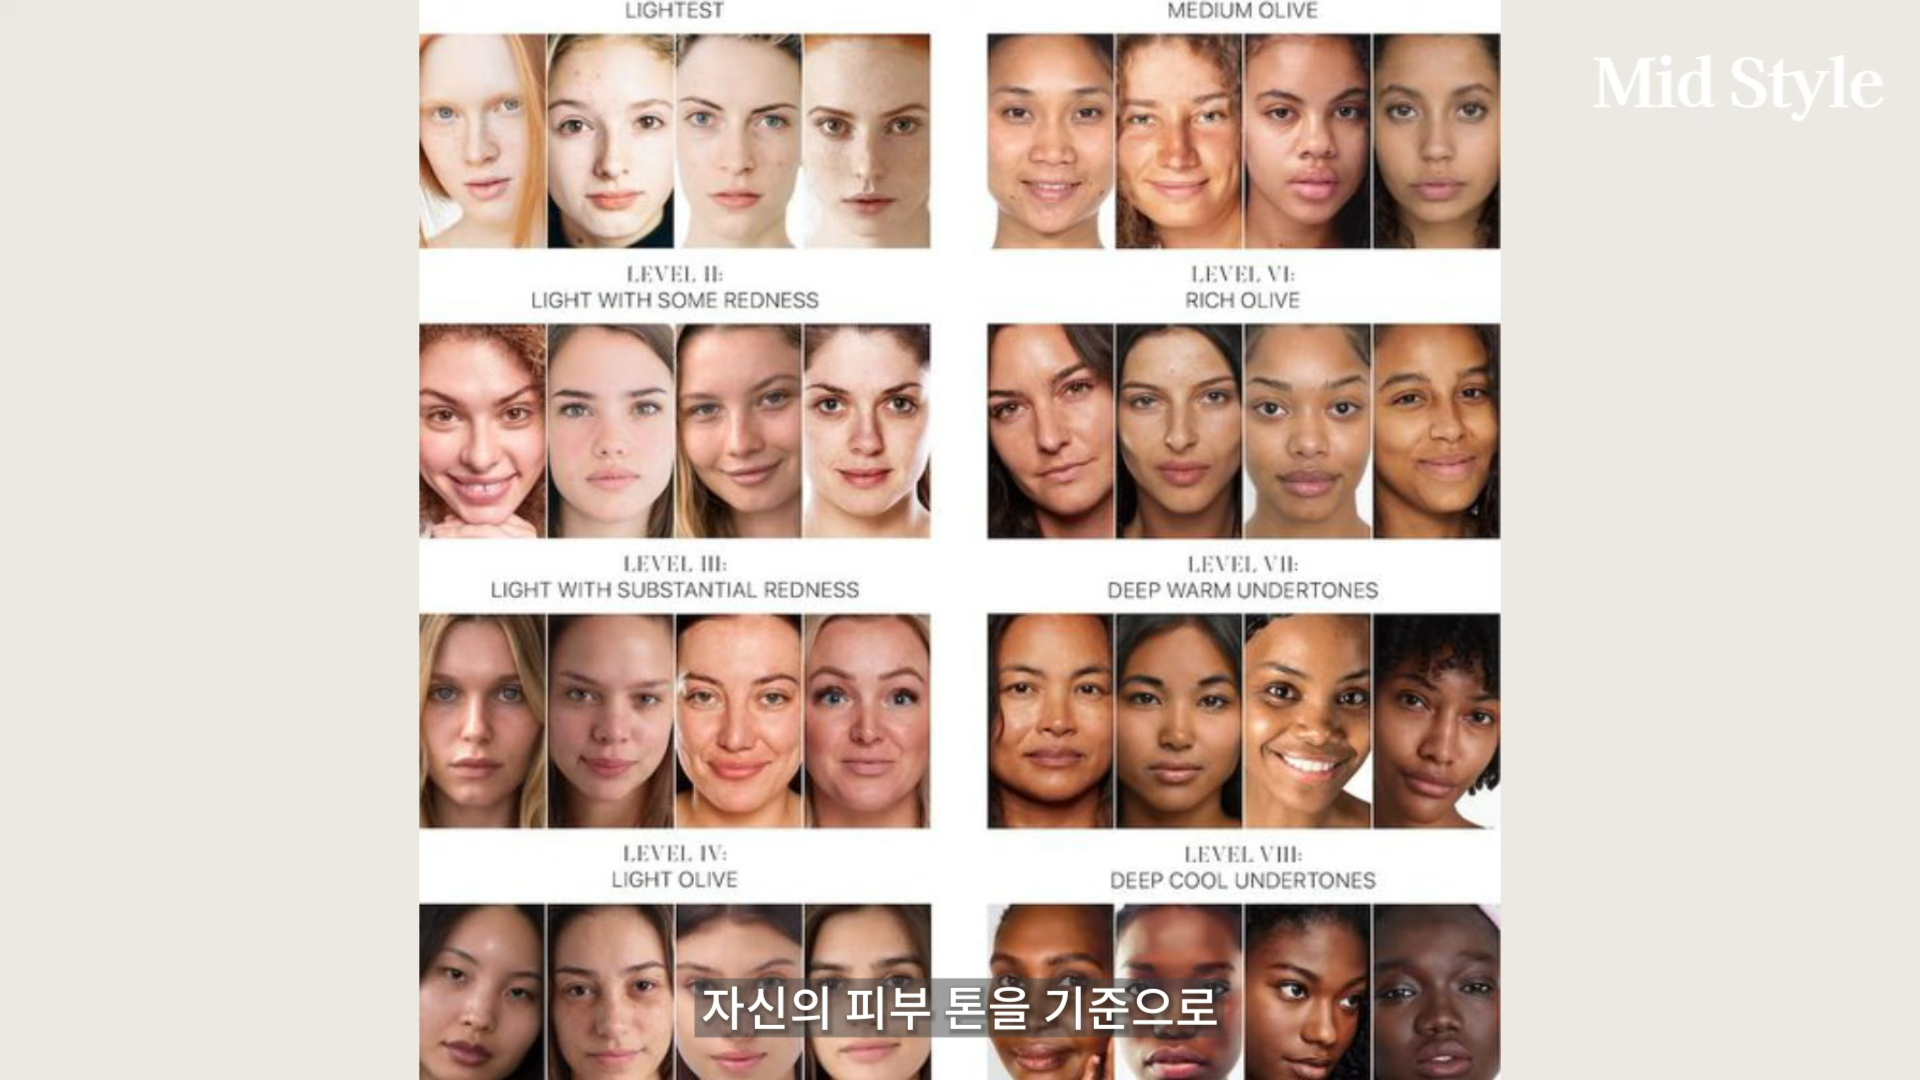 LIGHTEST
LEVEL II:
LIGHT WITH SOME REDNESS
LEVEL III:
LIGHT WITH SUBSTANTIAL REDNESS
LEVEL IV:
LIGHT OLIVE
MEDIUM OLIVE
LEVEL VI:
RICH OLIVE
LEVEL VII:
DEEP WARM UNDERTONES
LEVEL VIII:
DEEP COOL UNDERTONES
Mid Style
자신의 피부 톤을 기준으로